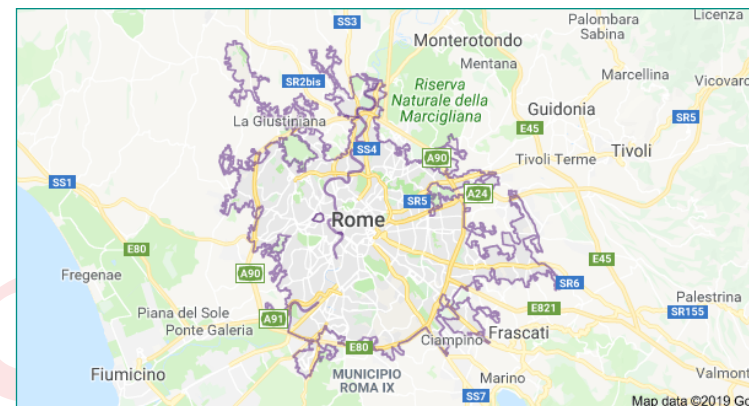 SS3
Licenza
Palombara
Sabina
Monterotondo
Mentana
Marcellina
Vicovaro
SR2bis
Riserva
Naturale della
Marcigliana
Guidonia
SR5
La Giustiniana
E45
SS4
Tivoli
A90
Tivoli Terme
SS1
A24
SR5
Rome
E80
E45
Fregenae
A90
SR6
Palestrina
E821
SR155
Piana del Sole
A91
Ponte Galeria
Frascati
Ciampino
E80
Fiumicino
MUNICIPIO
ROMA IX
Marino
Valmont
SS7
Map data ©2019 Go